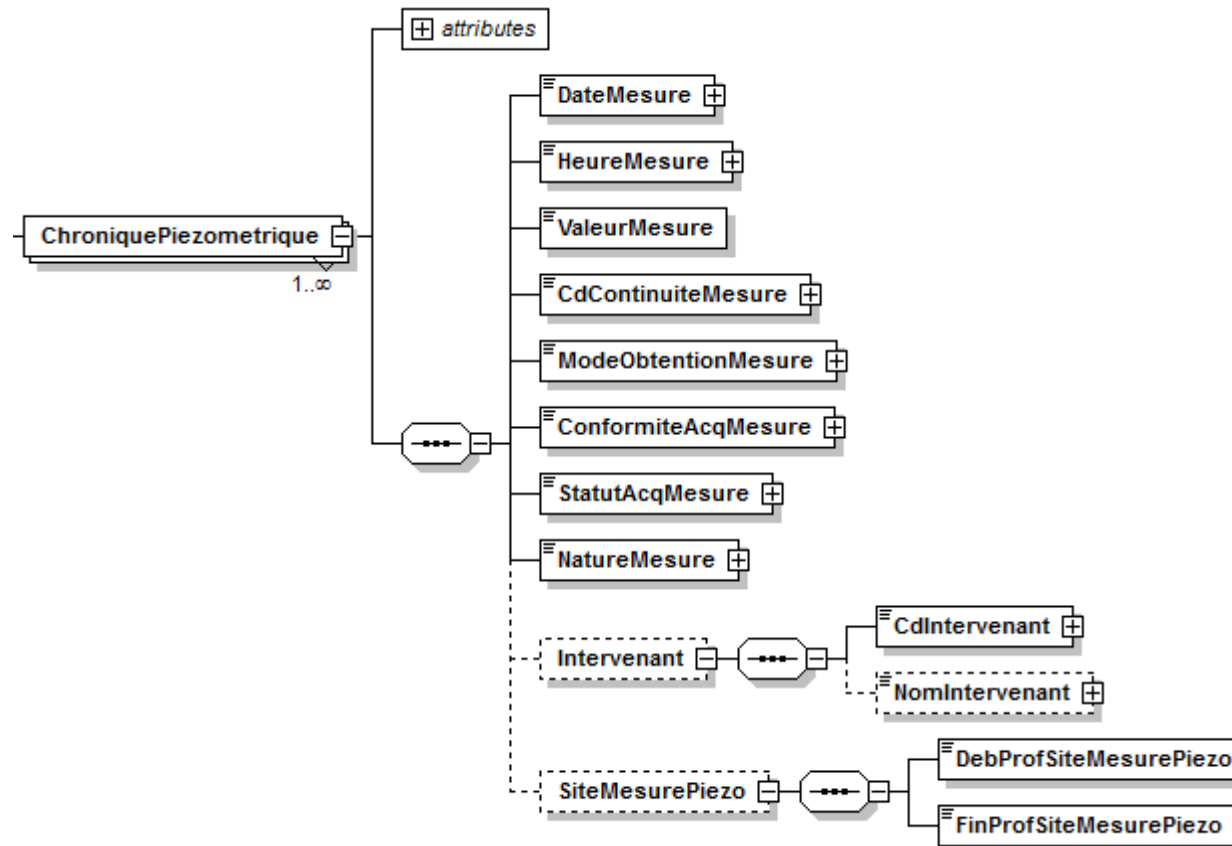 attributes
DateMesure
HeureMesure
ValeurMesure
ChroniquePiezometrique
1..∞
CdContinuiteMesure
ModeObtentionMesure
ConformiteAcqMesure
StatutAcqMesure
NatureMesure
CdIntervenant
Intervenant
NomIntervenant
DebProfSiteMesurePiezo
SiteMesurePiezo
FinProfSiteMesurePiezo